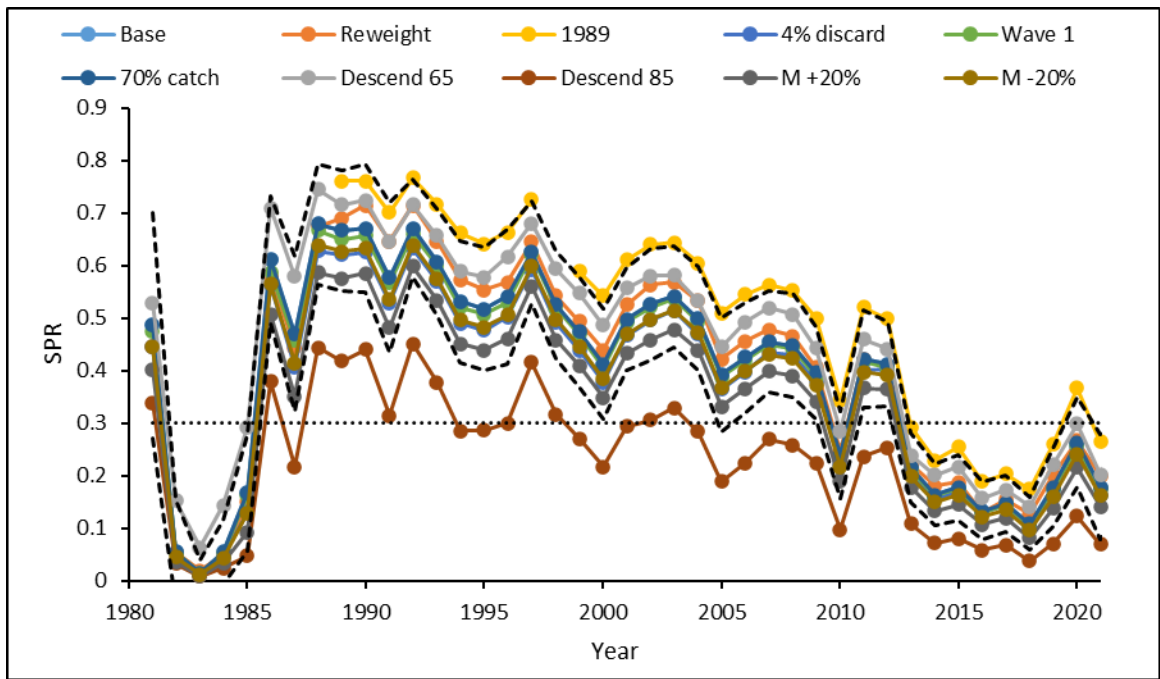 Base Reweight 1989 4% discard Wave 1
70% catch Descend 65 Descend 85 M +20% M -20%
0.9
0.8
0.7
0.6
0.5
0.4
0.3
0.2
0.1
0
SPR
1980 1985 1990 1995 2000 2005 2010 2015 2020
Year